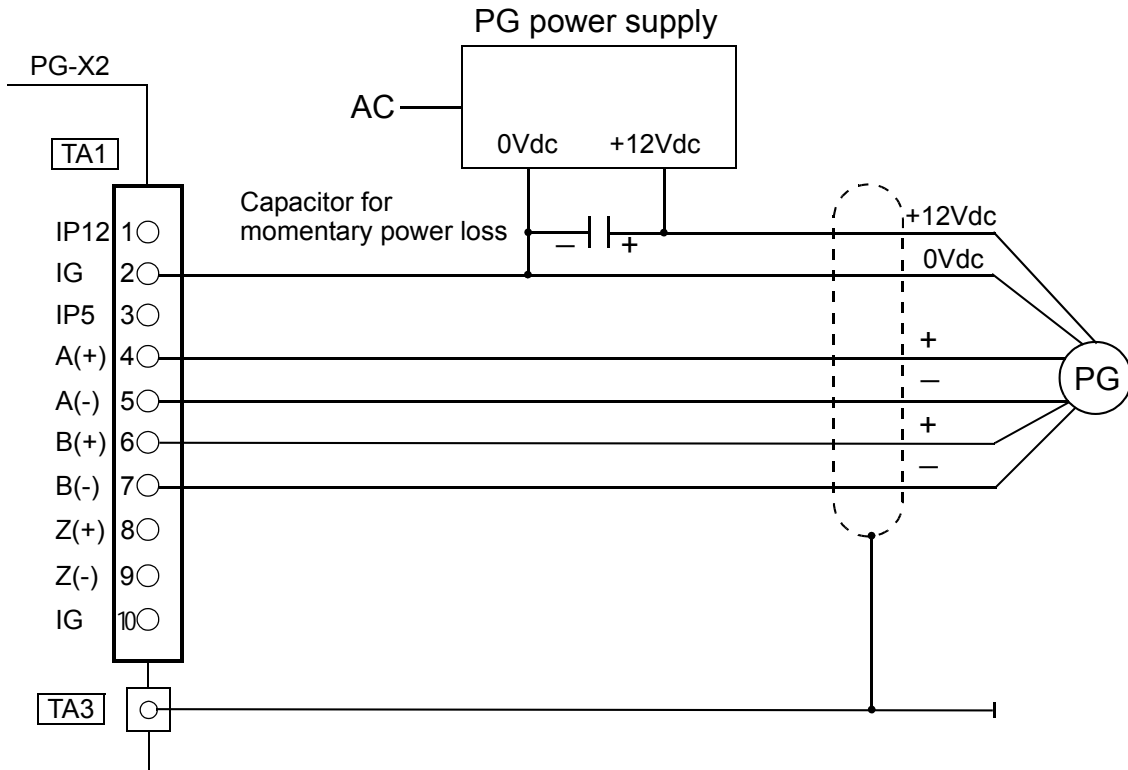 PG power supply
PG-X2
AC
0Vdc +12Vdc
TA1
Capacitor for
momentary power loss
– +
+12Vdc
0Vdc
IP12 1
IG 2
IP5 3
A(+) 4
A(-) 5
B(+) 6
B(-) 7
Z(+) 8
Z(-) 9
IG 10
+
–
+
–
PG
TA3